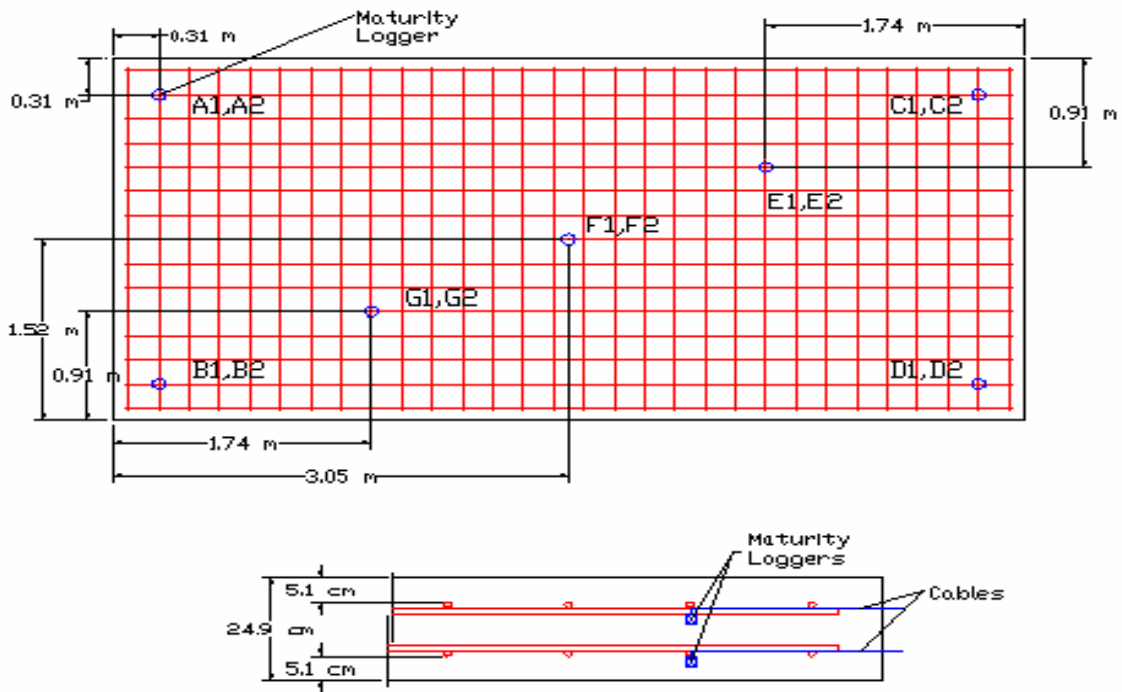 Maturity
Logger
0.31 m
1.74 m
0.31 m
A1,A2
C1,C2
0.91 m
E1,E2
F1,F2
G1,G2
1.52 m
0.91 m
B1,B2
D1,D2
1.74 m
3.05 m
Maturity
Loggers
5.1 cm
Cables
24.9 cm
5.1 cm